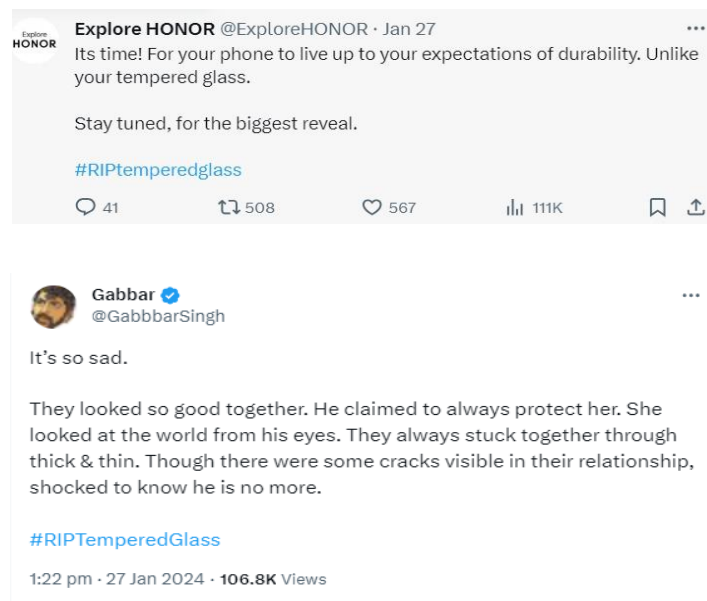 Explore
HONOR
Explore HONOR @ExploreHONOR · Jan 27
Its time! For your phone to live up to your expectations of durability. Unlike
your tempered glass.
Stay tuned, for the biggest reveal.
#RIPtemperedglass
41 508 567 111K
Gabbar
@GabbbarSingh
It's so sad.
They looked so good together. He claimed to always protect her. She
looked at the world from his eyes. They always stuck together through
thick & thin. Though there were some cracks visible in their relationship,
shocked to know he is no more.
#RIPTemperedGlass
1:22 pm · 27 Jan 2024 · 106.8K Views